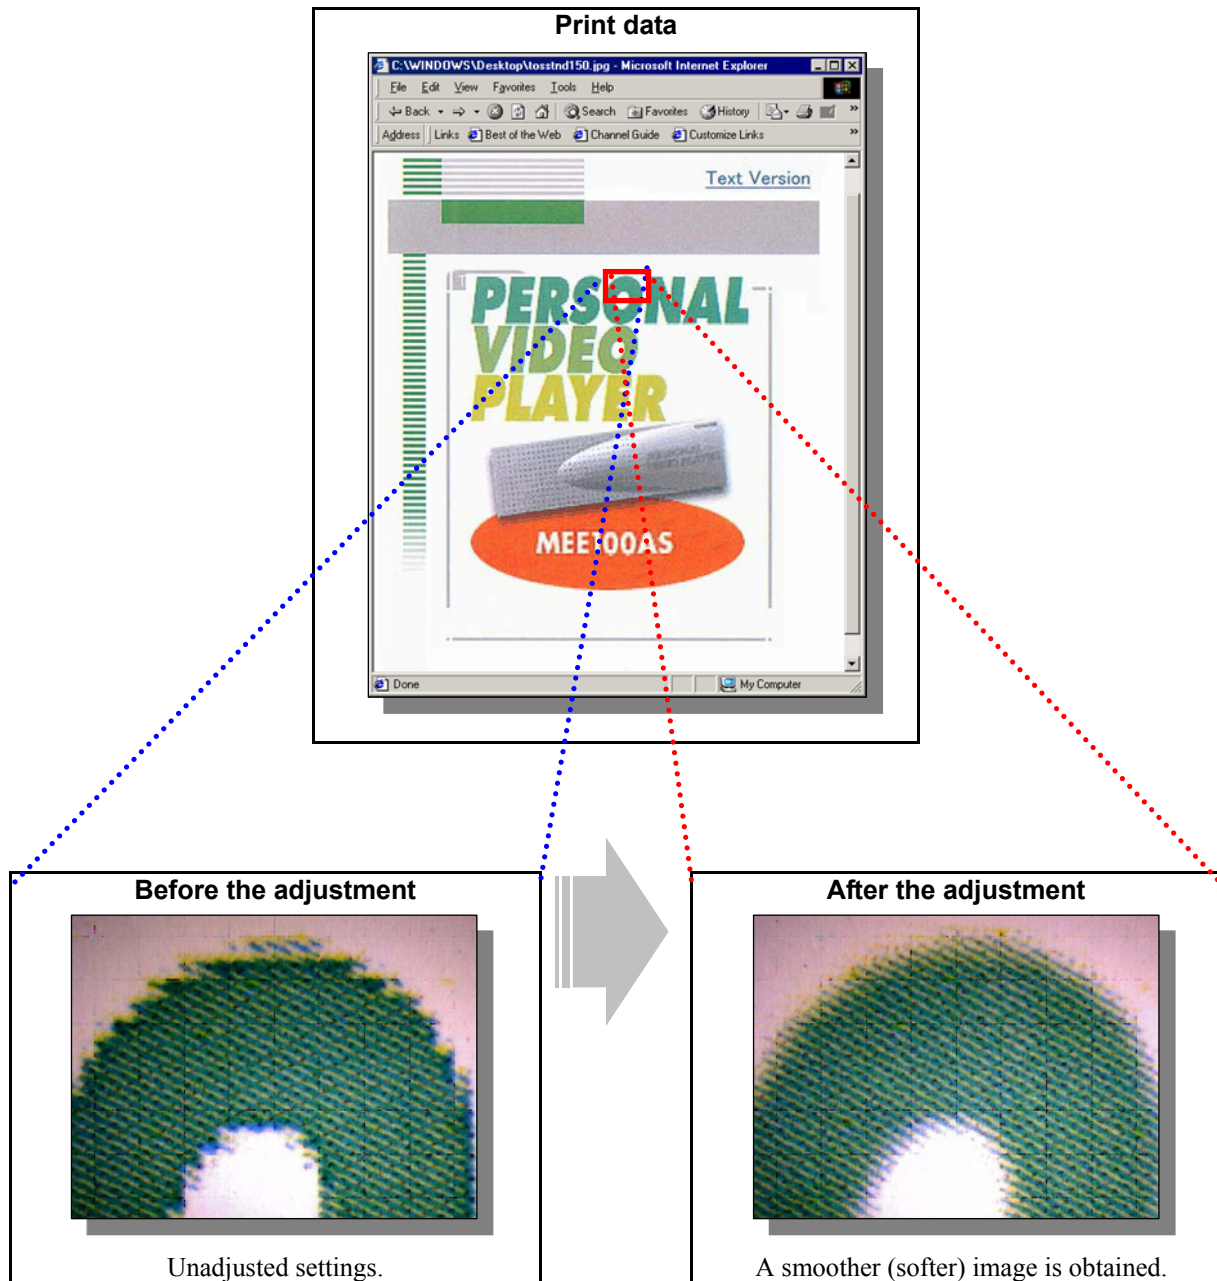 Print data
C:\WINDOWS\Desktop\tosstnd150.jpg - Microsoft Internet Explorer
File Edit View Favorites Tools Help
Back Search Favorites History »
Address Links Best of the Web Channel Guide Customize Links »
Text Version
PERSONAL
VIDEO
PLAYER
MEE100AS
Done My Computer
Before the adjustment
After the adjustment
Unadjusted settings.
A smoother (softer) image is obtained.